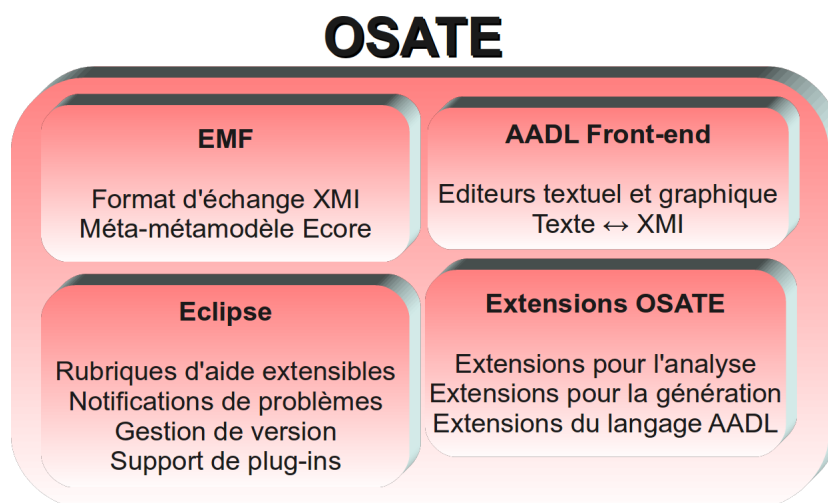 OSATE
EMF
Format d'échange XMI
Méta-métamodèle Ecore
AADL Front-end
Editeurs textuel et graphique
Texte ↔ XMI
Eclipse
Rubriques d'aide extensibles
Notifications de problèmes
Gestion de version
Support de plug-ins
Extensions OSATE
Extensions pour l'analyse
Extensions pour la génération
Extensions du langage AADL